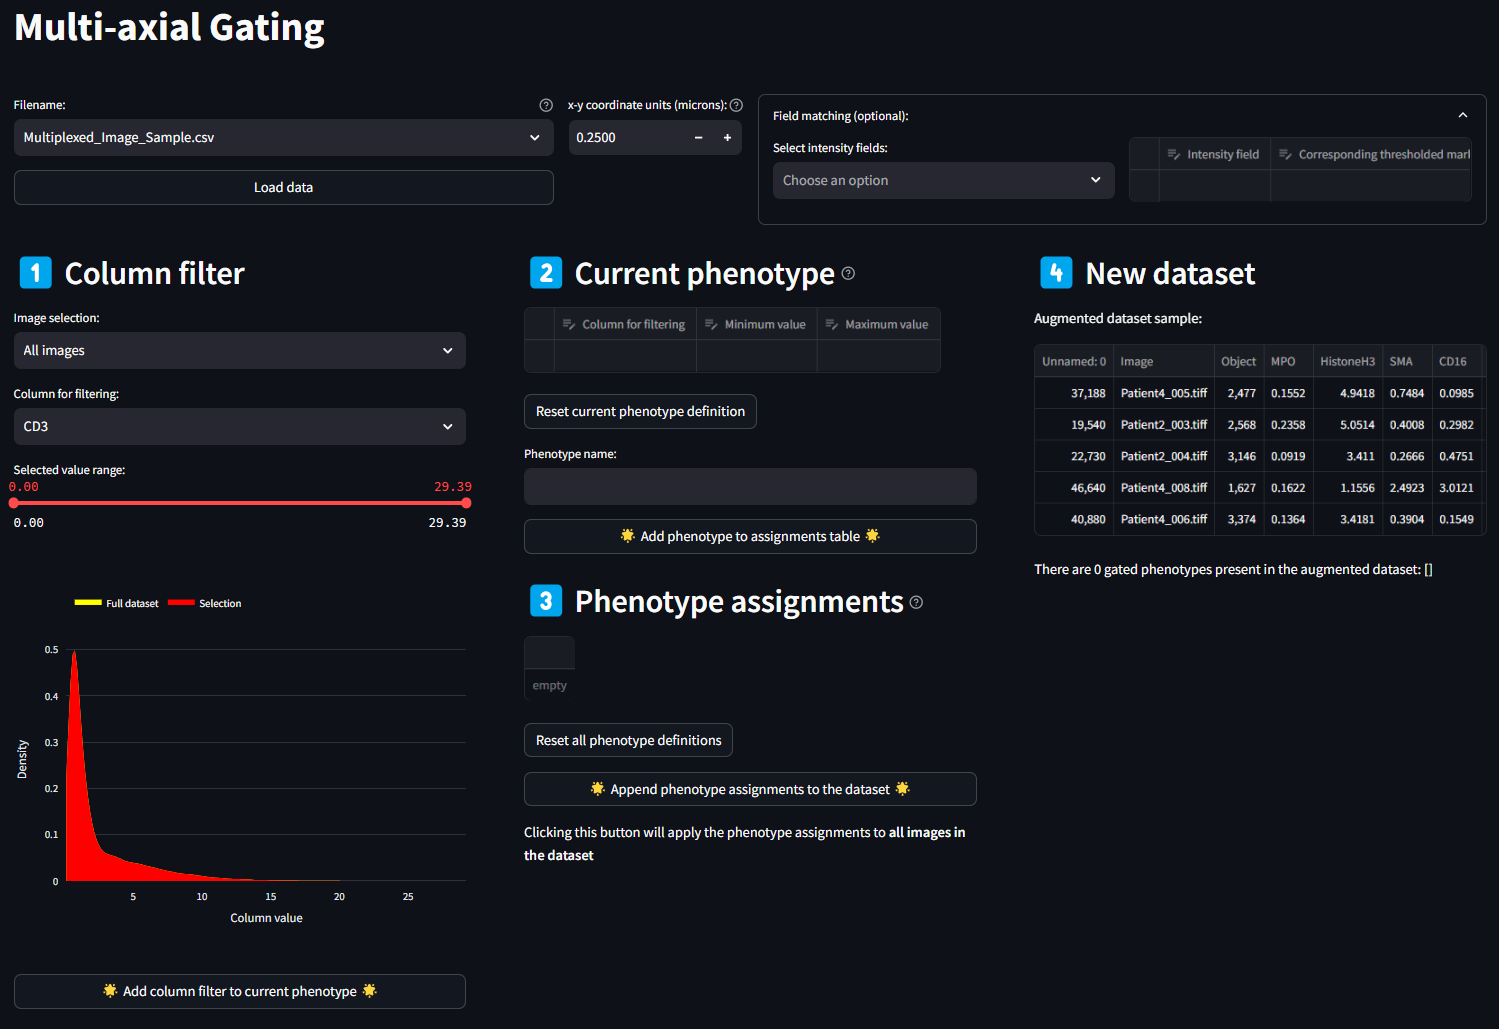 Multi-axial Gating
Filename:
x-y coordinate units (microns):
Multiplexed_Image_Sample.csv
0.2500
Load data
Field matching (optional):
Select intensity fields:
Choose an option
Intensity field
Corresponding thresholded marl
1 Column filter
Image selection:
All images
Column for filtering:
CD3
Selected value range:
0.00 29.39
0.00 29.39
Full dataset Selection
0.5
0.4
0.3
0.2
0.1
0
Density
5 10 15 20 25
Column value
🌟 Add column filter to current phenotype 🌟
2 Current phenotype
Column for filtering Minimum value Maximum value
Reset current phenotype definition
Phenotype name:
🌟 Add phenotype to assignments table 🌟
3 Phenotype assignments
empty
Reset all phenotype definitions
🌟 Append phenotype assignments to the dataset 🌟
Clicking this button will apply the phenotype assignments to all images in
the dataset
4 New dataset
Augmented dataset sample:
Unnamed: 0 Image Object MPO HistoneH3 SMA CD16
37,188 Patient4_005.tiff 2,477 0.1552 4.9418 0.7484 0.0985
19,540 Patient2_003.tiff 2,568 0.2358 5.0514 0.4008 0.2982
22,730 Patient2_004.tiff 3,146 0.0919 3.411 0.2666 0.4751
46,640 Patient4_008.tiff 1,627 0.1622 1.1556 2.4923 3.0121
40,880 Patient4_006.tiff 3,374 0.1364 3.4181 0.3904 0.1549
There are 0 gated phenotypes present in the augmented dataset: []